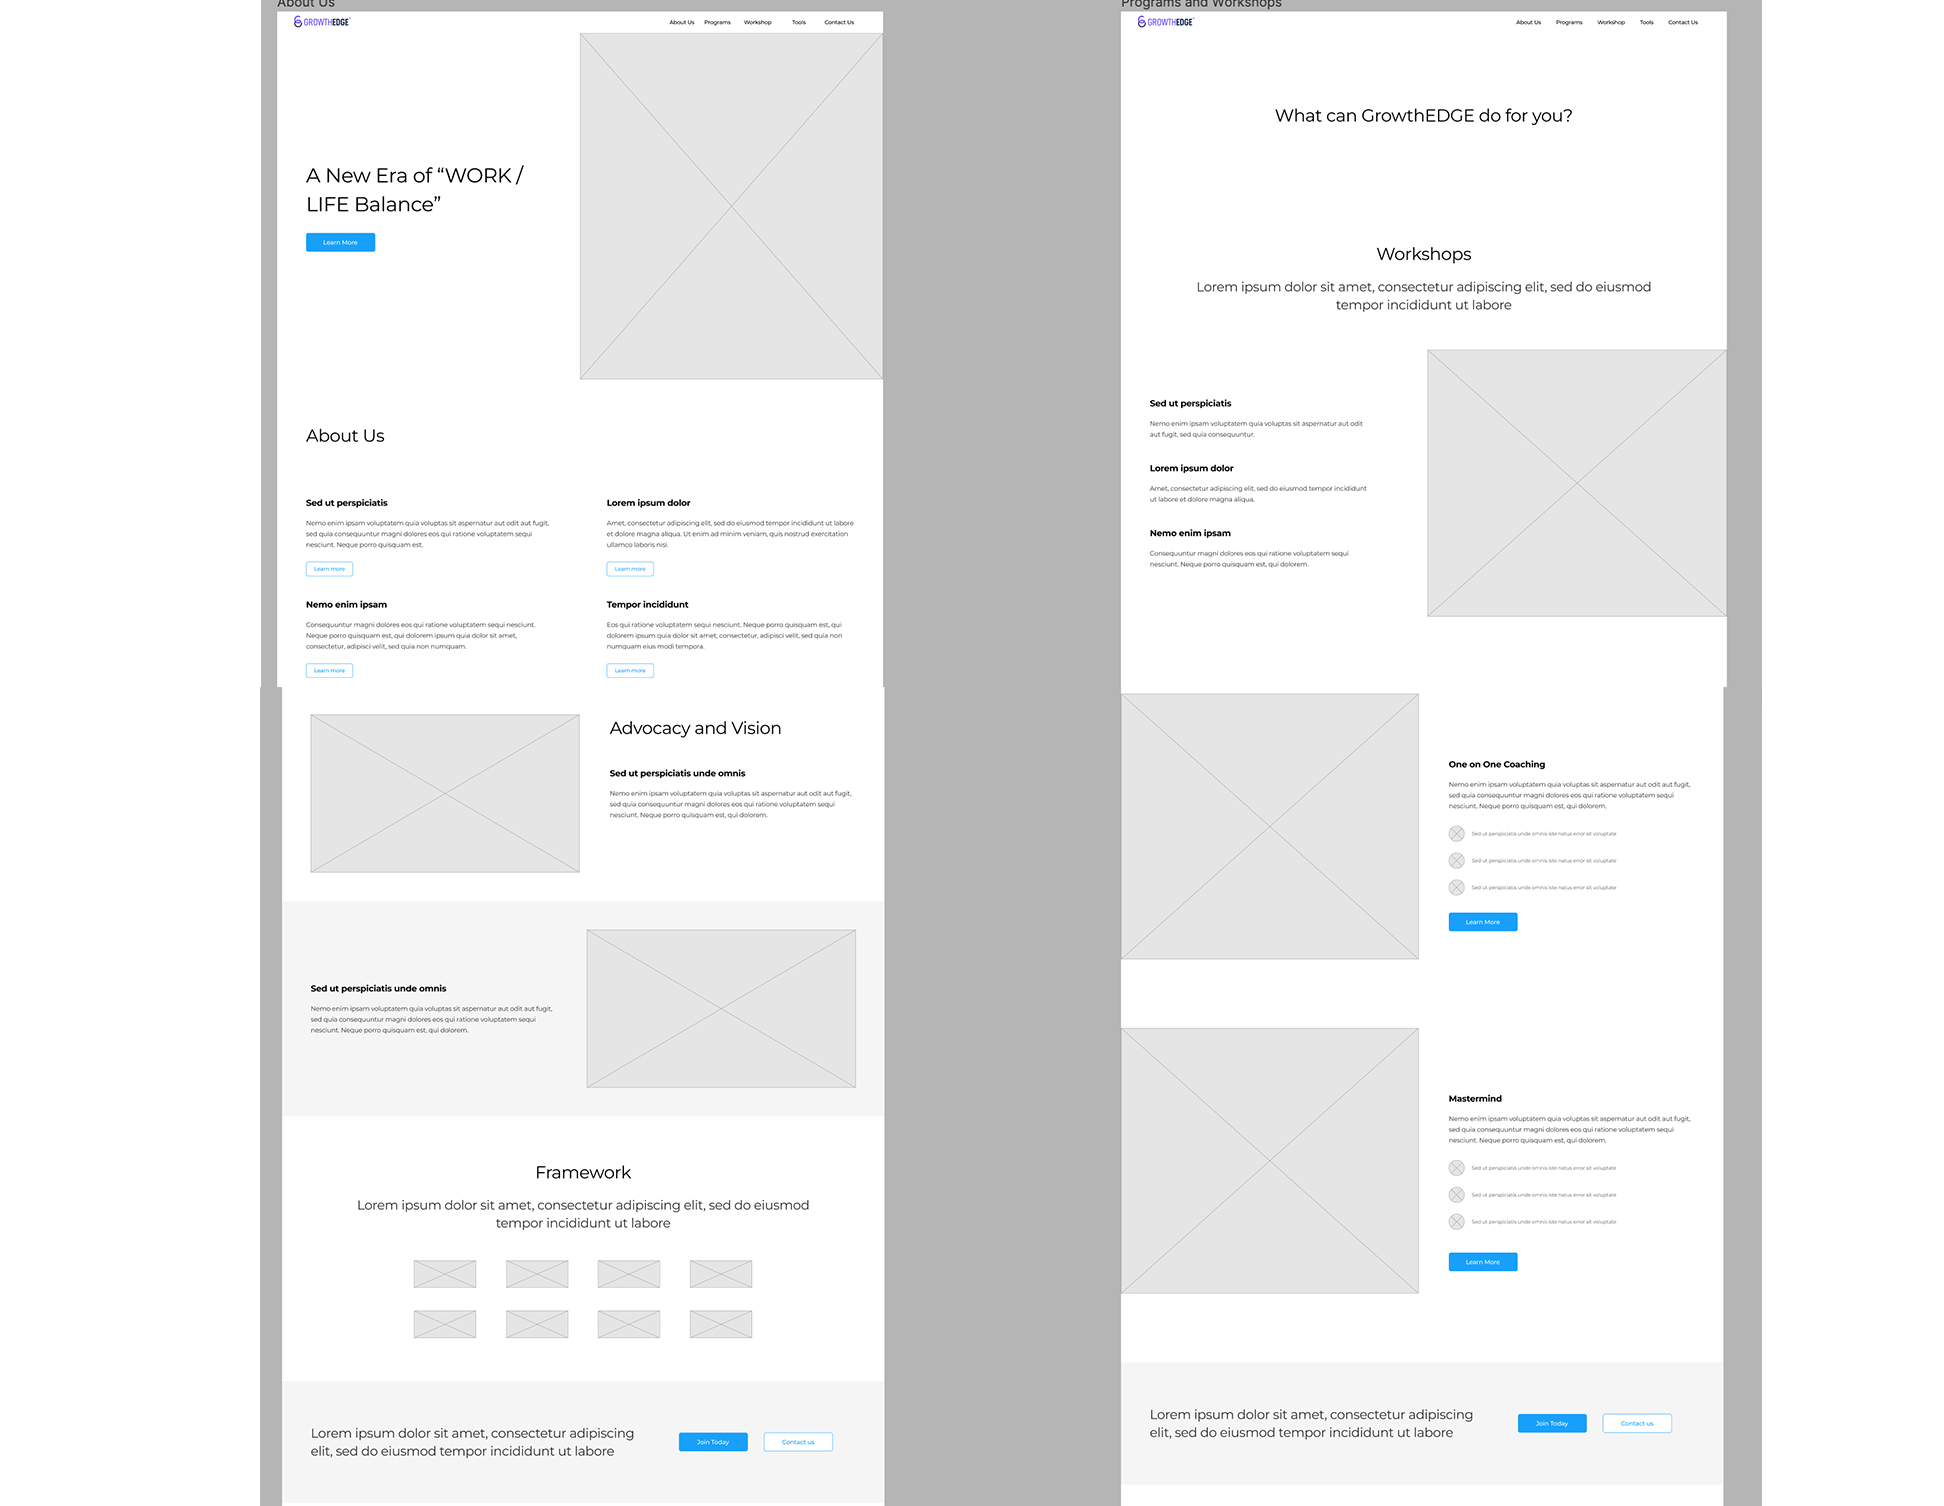 About Us
GROWTHEDGE
About Us Programs Workshop Tools Contact Us
A New Era of “WORK /
LIFE Balance”
Learn More
About Us
Sed ut perspiciatis
Nemo enim ipsam voluptatem quia voluptas sit aspernatur aut odit aut fugit,
sed quia consequuntur magni dolores eos qui ratione voluptatem sequi
nesciunt. Neque porro quisquam est.
Learn more
Lorem ipsum dolor
Amet, consectetur adipiscing elit, sed do eiusmod tempor incididunt ut labore
et dolore magna aliqua. Ut enim ad minim veniam, quis nostrud exercitation
ullamco laboris nisi.
Learn more
Nemo enim ipsam
Consequuntur magni dolores eos qui ratione voluptatem sequi nesciunt.
Neque porro quisquam est, qui dolorem ipsum quia dolor sit amet,
consectetur, adipisci velit, sed quia non numquam.
Learn more
Tempor incididunt
Eos qui ratione voluptatem sequi nesciunt. Neque porro quisquam est, qui
dolorem ipsum quia dolor sit amet, consectetur, adipisci velit, sed quia non
numquam eius modi tempora.
Learn more
Advocacy and Vision
Sed ut perspiciatis unde omnis
Nemo enim ipsam voluptatem quia voluptas sit aspernatur aut odit aut fugit,
sed quia consequuntur magni dolores eos qui ratione voluptatem sequi
nesciunt. Neque porro quisquam est, qui dolorem.
Sed ut perspiciatis unde omnis
Nemo enim ipsam voluptatem quia voluptas sit aspernatur aut odit aut fugit,
sed quia consequuntur magni dolores eos qui ratione voluptatem sequi
nesciunt. Neque porro quisquam est, qui dolorem.
Framework
Lorem ipsum dolor sit amet, consectetur adipiscing elit, sed do eiusmod
tempor incididunt ut labore
Lorem ipsum dolor sit amet, consectetur adipiscing
elit, sed do eiusmod tempor incididunt ut labore
Join Today
Contact us
Programs and Workshops
GROWTHEDGE
About Us Programs Workshop Tools Contact Us
What can GrowthEDGE do for you?
Workshops
Lorem ipsum dolor sit amet, consectetur adipiscing elit, sed do eiusmod
tempor incididunt ut labore
Sed ut perspiciatis
Nemo enim ipsam voluptatem quia voluptas sit aspernatur aut odit
aut fugit, sed quia consequuntur.
Lorem ipsum dolor
Amet, consectetur adipiscing elit, sed do eiusmod tempor incididunt
ut labore et dolore magna aliqua.
Nemo enim ipsam
Consequuntur magni dolores eos qui ratione voluptatem sequi
nesciunt. Neque porro quisquam est, qui dolorem.
One on One Coaching
Nemo enim ipsam voluptatem quia voluptas sit aspernatur aut odit aut fugit,
sed quia consequuntur magni dolores eos qui ratione voluptatem sequi
nesciunt. Neque porro quisquam est, qui dolorem.
Sed ut perspiciatis unde omnis iste natus error sit voluptate
Sed ut perspiciatis unde omnis iste natus error sit voluptate
Sed ut perspiciatis unde omnis iste natus error sit voluptate
Learn More
Mastermind
Nemo enim ipsam voluptatem quia voluptas sit aspernatur aut odit aut fugit,
sed quia consequuntur magni dolores eos qui ratione voluptatem sequi
nesciunt. Neque porro quisquam est, qui dolorem.
Sed ut perspiciatis unde omnis iste natus error sit voluptate
Sed ut perspiciatis unde omnis iste natus error sit voluptate
Sed ut perspiciatis unde omnis iste natus error sit voluptate
Learn More
Lorem ipsum dolor sit amet, consectetur adipiscing
elit, sed do eiusmod tempor incididunt ut labore
Join Today
Contact us